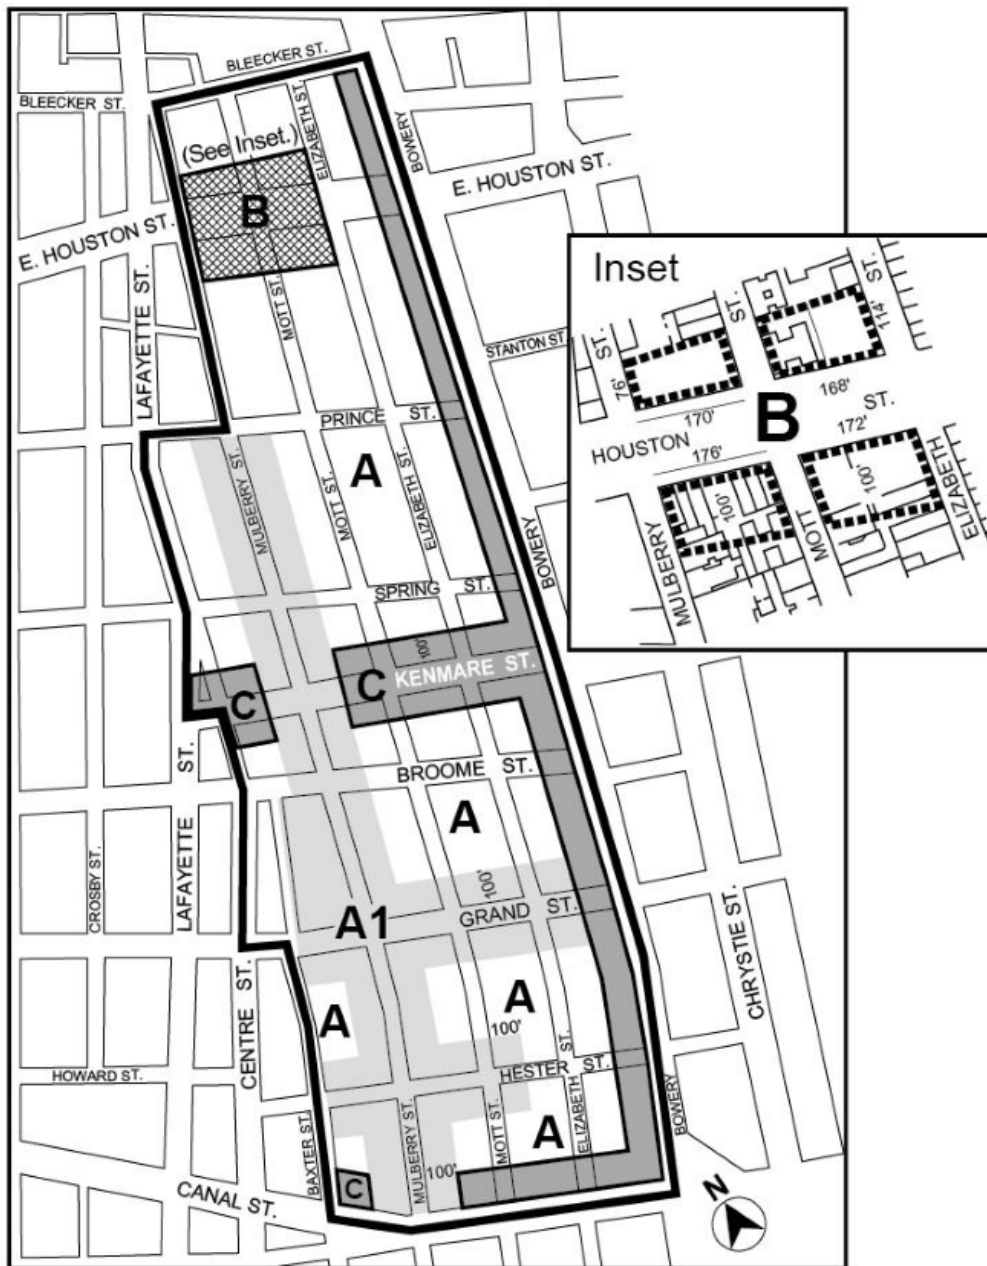 BLEECKER ST.
BLEECKER ST.
ELIZABETH ST.
(See Inset.)
BOWERY
E. HOUSTON ST.
B
E. HOUSTON ST.
LAFAYETTE ST.
MOTT ST.
STANTON ST.
PRINCE ST.
A
MULBERRY ST.
MOTT ST.
ELIZABETH ST.
BOWERY
SPRING ST.
100'
KENMARE ST.
C
C
LAFAYETTE ST.
BROOME ST.
A
CROSBY ST.
100'
A1
GRAND ST.
CHRYSTIE ST.
A
A
100'
CENTRE ST.
HOWARD ST.
HESTER ST.
BAXTER ST.
MULBERRY ST.
MOTT ST.
A
ELIZABETH ST.
BOWERY
100'
C
CANAL ST.
N
Inset
ST.
ST.
ST.
76'
114'
170'
168'
B
HOUSTON ST.
176'
172'
100'
100'
MULBERRY
MOTT
ELIZABETH